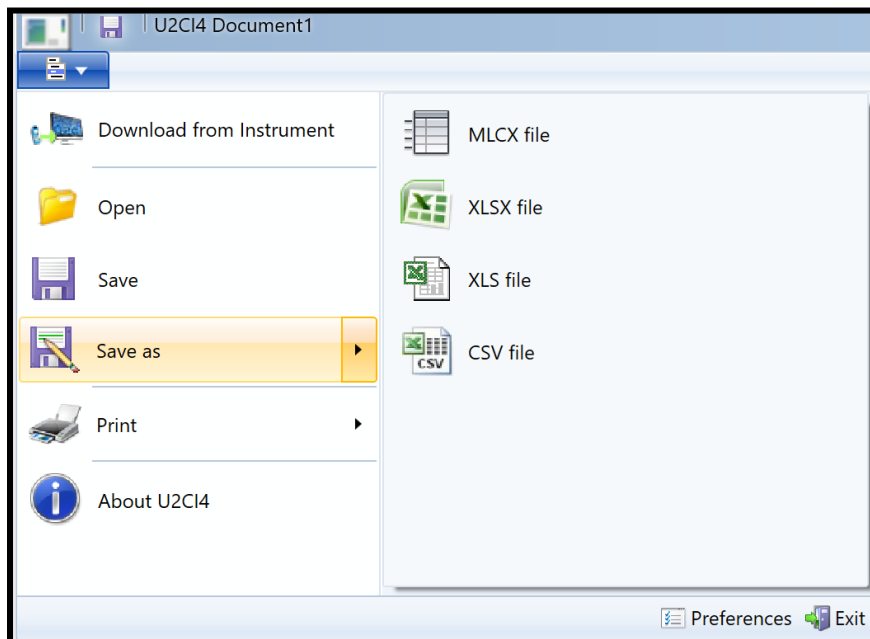 U2CI4 Document1
Download from Instrument
Open
Save
Save as
Print
About U2CI4
MLCX file
XLSX file
XLS file
CSV file
CSV
Preferences
Exit